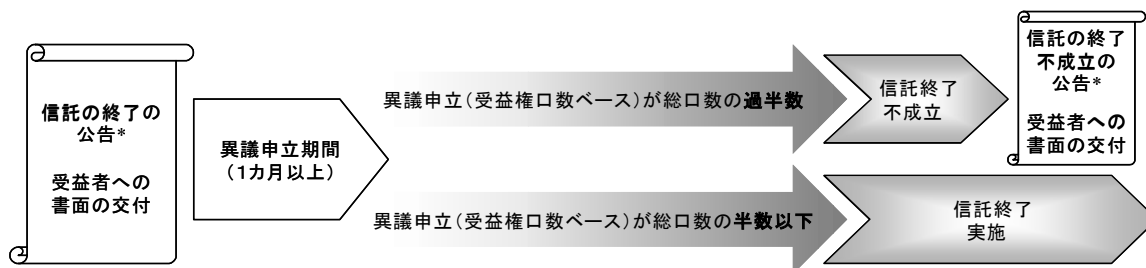 信託の終了の
公告*
受益者への
書面の交付
異議申立期間
(1カ月以上)
異議申立(受益権口数ベース)が総口数の過半数
信託終了
不成立
信託の終了
不成立の
公告*
受益者への
書面の交付
異議申立(受益権口数ベース)が総口数の半数以下
信託終了
実施